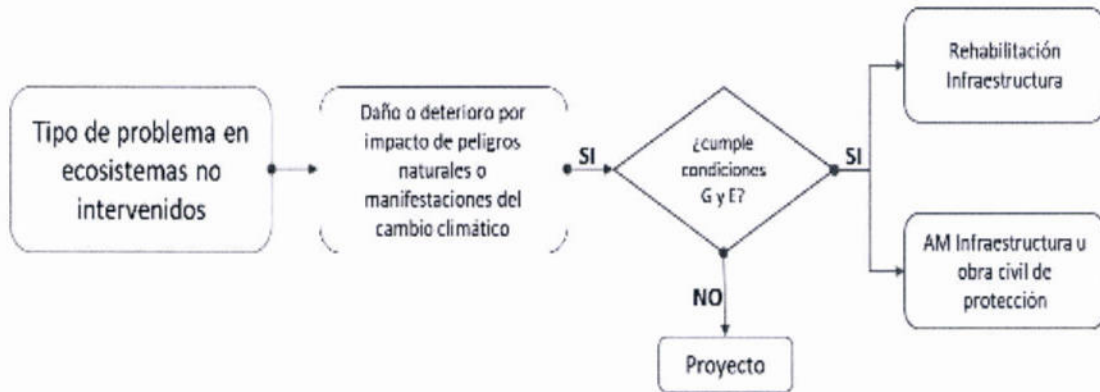 Tipo de problema en
ecosistemas no
intervenidos
Daño o deterioro por
impacto de peligros
naturales o
manifestaciones del
cambio climático
SI
¿cumple
condiciones
G y E?
SI
Rehabilitación
Infraestructura
AM Infraestructura u
obra civil de
protección
NO
Proyecto